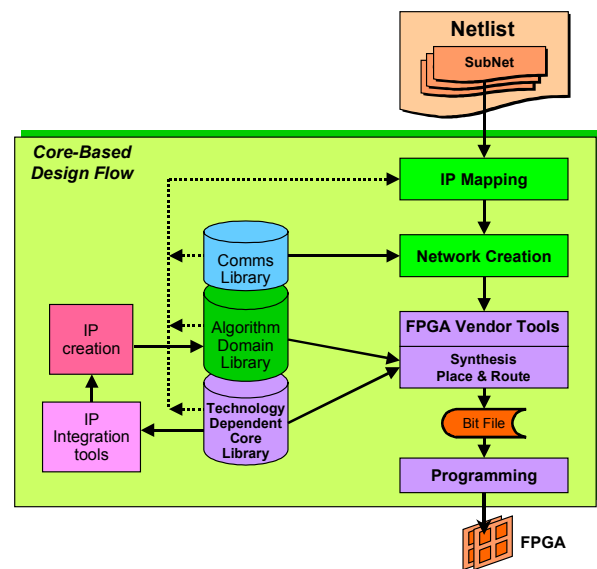 Netlist
SubNet
Core-Based
Design Flow
IP Mapping
Comms
Library
Network Creation
IP
creation
Algorithm
Domain
Library
FPGA Vendor Tools
Synthesis
Place & Route
IP
Integration
tools
Technology
Dependent
Core
Library
Bit File
Programming
FPGA